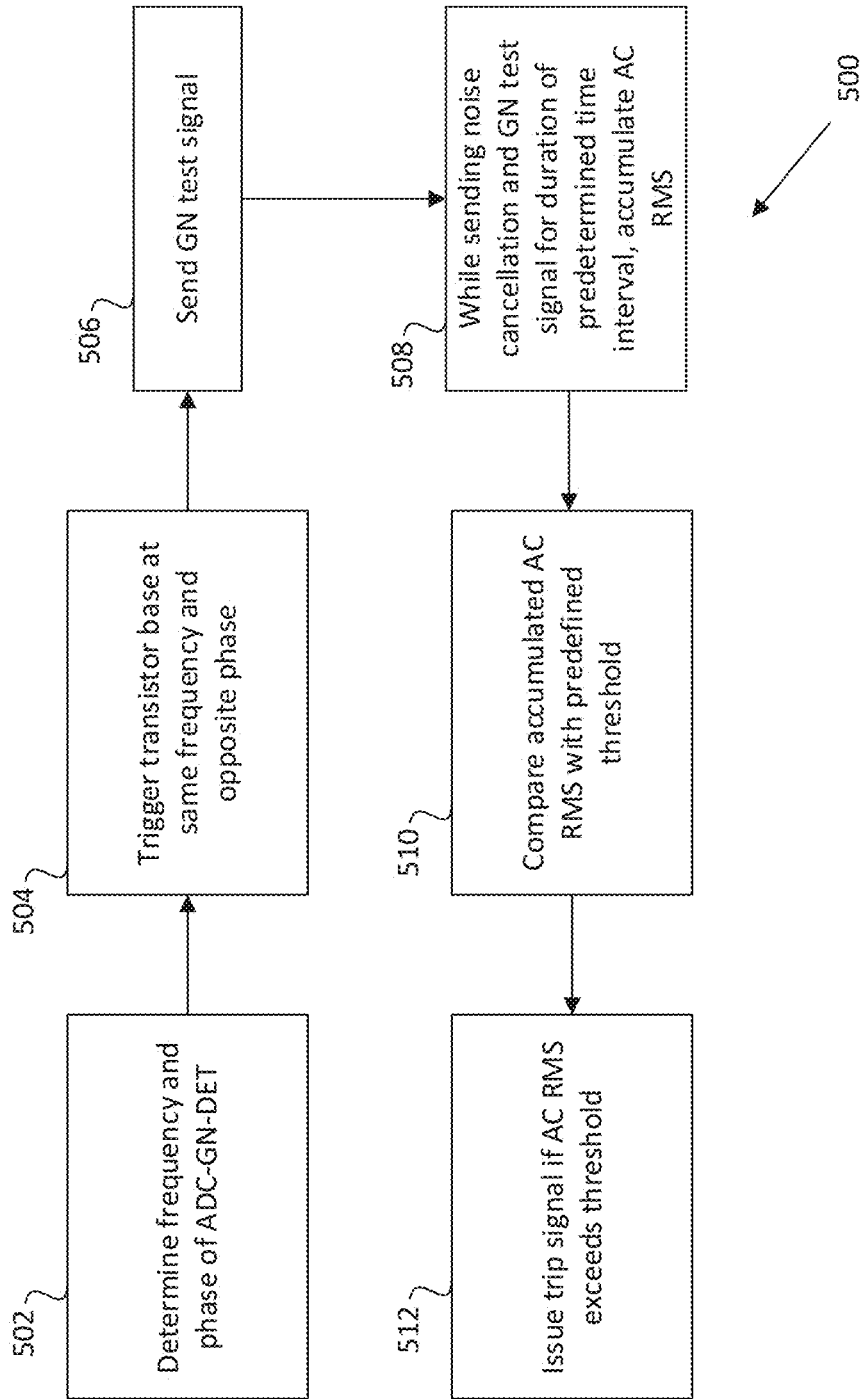 502
Determine frequency and
phase of ADC-GN-DET
504
Trigger transistor base at
same frequency and
opposite phase
506
Send GN test signal
508
While sending noise
cancellation and GN test
signal for duration of
predetermined time
interval, accumulate AC
RMS
510
Compare accumulated AC
RMS with predefined
threshold
512
Issue trip signal if AC RMS
exceeds threshold
500